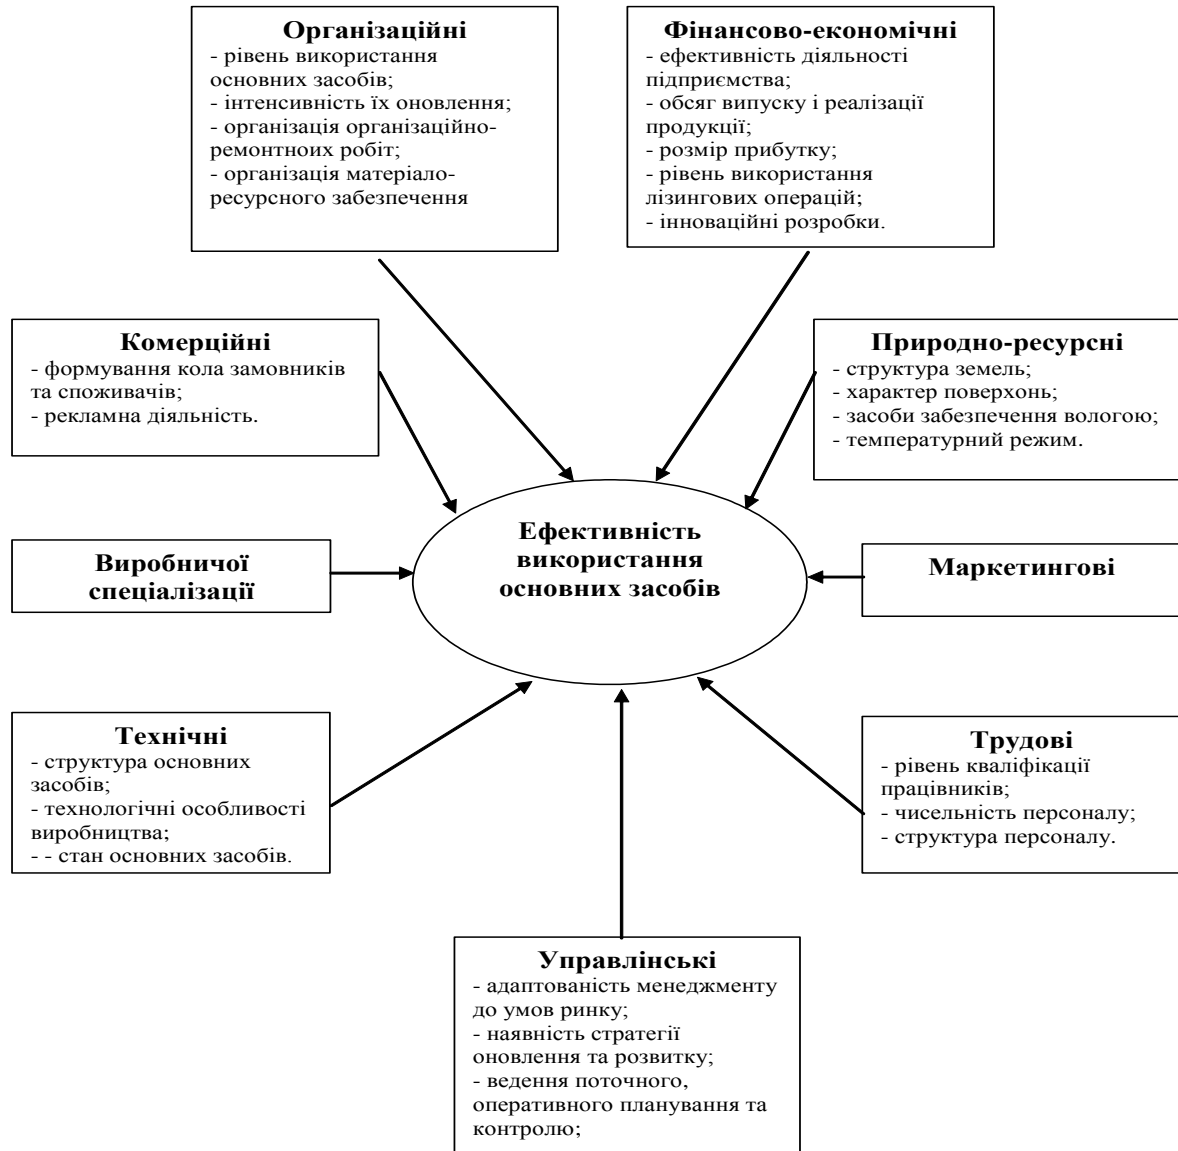 Організаційні
- рівень використання
основних засобів;
- інтенсивність їх оновлення;
- організація організаційно-
ремонтноих робіт;
- організація матеріало-
ресурсного забезпечення
Фінансово-економічні
- ефективність діяльності
підприємства;
- обсяг випуску і реалізації
продукції;
- розмір прибутку;
- рівень використання
лізингових операцій;
- інноваційні розробки.
Комерційні
- формування кола замовників
та споживачів;
- рекламна діяльність.
Природно-ресурсні
- структура земель;
- характер поверхонь;
- засоби забезпечення вологою;
- температурний режим.
Ефективність
використання
основних засобів
Виробничої
спеціалізації
Маркетингові
Технічні
- структура основних
засобів;
- технологічні особливості
виробництва;
- - стан основних засобів.
Трудові
- рівень кваліфікації
працівників;
- чисельність персоналу;
- структура персоналу.
Управлінські
- адаптованість менеджменту
до умов ринку;
- наявність стратегії
оновлення та розвитку;
- ведення поточного,
оперативного планування та
контролю;